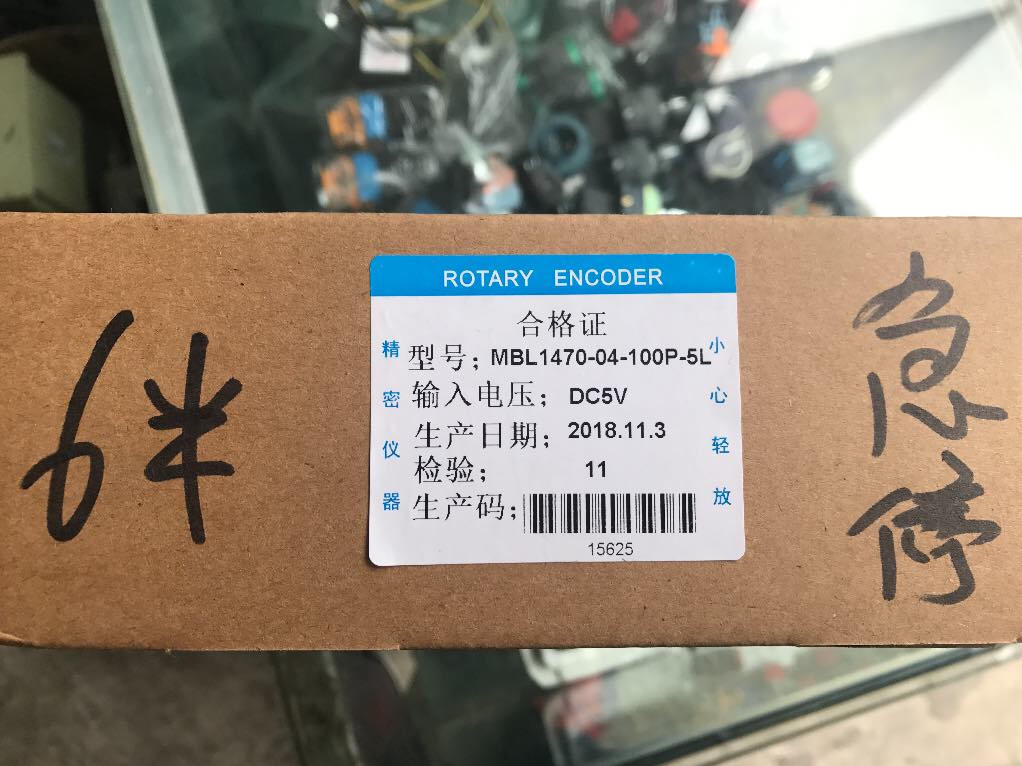 6米
ROTARY ENCODER
合格证
型号；MBL1470-04-100P-5L
输入电压；DC5V
生产日期；2018.11.3
检验；11
生产码；
15625
精密仪器
小心轻放
急停